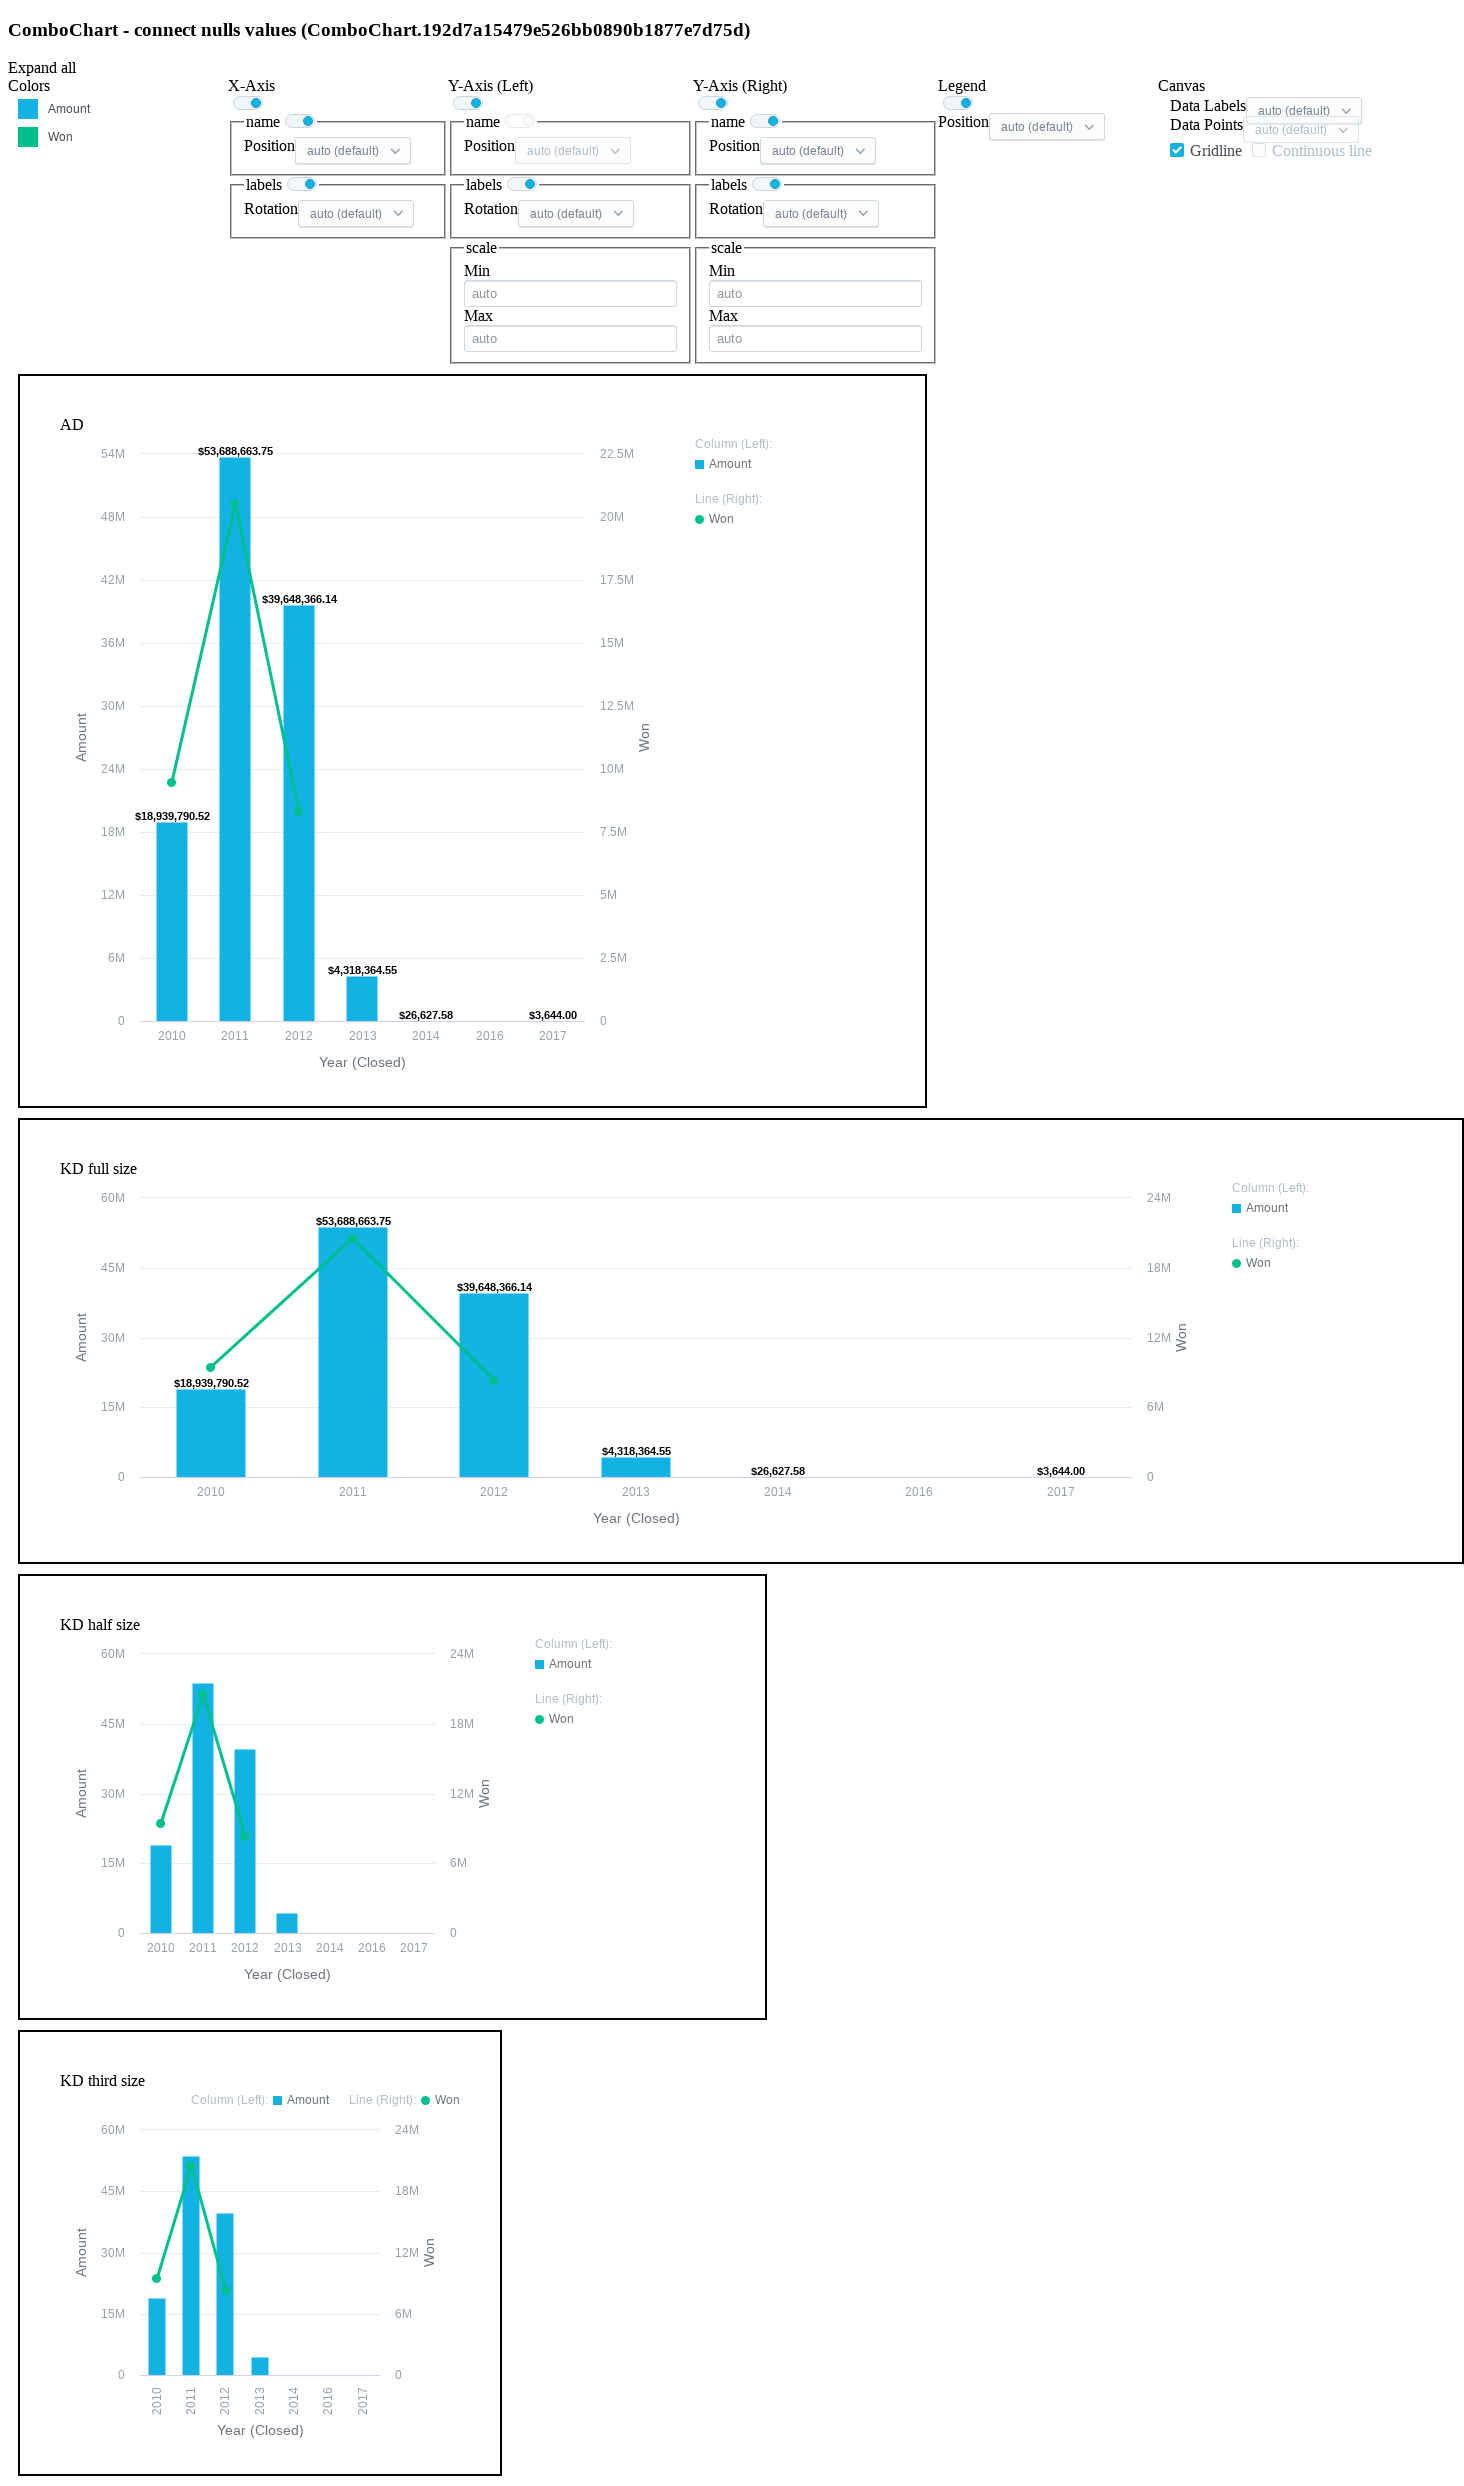 ComboChart - connect nulls values (ComboChart.192d7a15479e526bb0890b1877e7d75d)
Expand all
Colors
Amount
Won
X-Axis
name
Position auto (default)
labels
Rotation auto (default)
Y-Axis (Left)
name
Position auto (default)
labels
Rotation auto (default)
scale
Min
auto
Max
auto
Y-Axis (Right)
name
Position auto (default)
labels
Rotation auto (default)
scale
Min
auto
Max
auto
Legend
Position auto (default)
Canvas
Data Labels auto (default)
Data Points auto (default)
Gridline Continuous line
AD
54M
48M
42M
36M
30M
24M
18M
12M
6M
0
Amount
$18,939,790.52
$53,688,663.75
$39,648,366.14
$4,318,364.55
$26,627.58
$3,644.00
2010 2011 2012 2013 2014 2016 2017
Year (Closed)
22.5M
20M
17.5M
15M
12.5M
10M
7.5M
5M
2.5M
0
Won
Column (Left):
Amount
Line (Right):
Won
KD full size
60M
45M
30M
15M
0
Amount
$18,939,790.52
$53,688,663.75
$39,648,366.14
$4,318,364.55
$26,627.58
$3,644.00
2010 2011 2012 2013 2014 2016 2017
Year (Closed)
24M
18M
12M
6M
0
Won
Column (Left):
Amount
Line (Right):
Won
KD half size
60M
45M
30M
15M
0
Amount
2010 2011 2012 2013 2014 2016 2017
Year (Closed)
24M
18M
12M
6M
0
Won
Column (Left):
Amount
Line (Right):
Won
KD third size
Column (Left): Amount Line (Right): Won
60M
45M
30M
15M
0
Amount
2010 2011 2012 2013 2014 2016 2017
Year (Closed)
24M
18M
12M
6M
0
Won